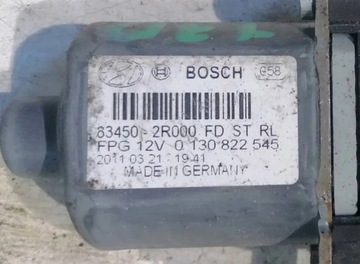 BOSCH
G58
83450-2R000 FD ST RL
FPG 12V 0 130 822 545
2011 03 21-19:41
MADE IN GERMANY